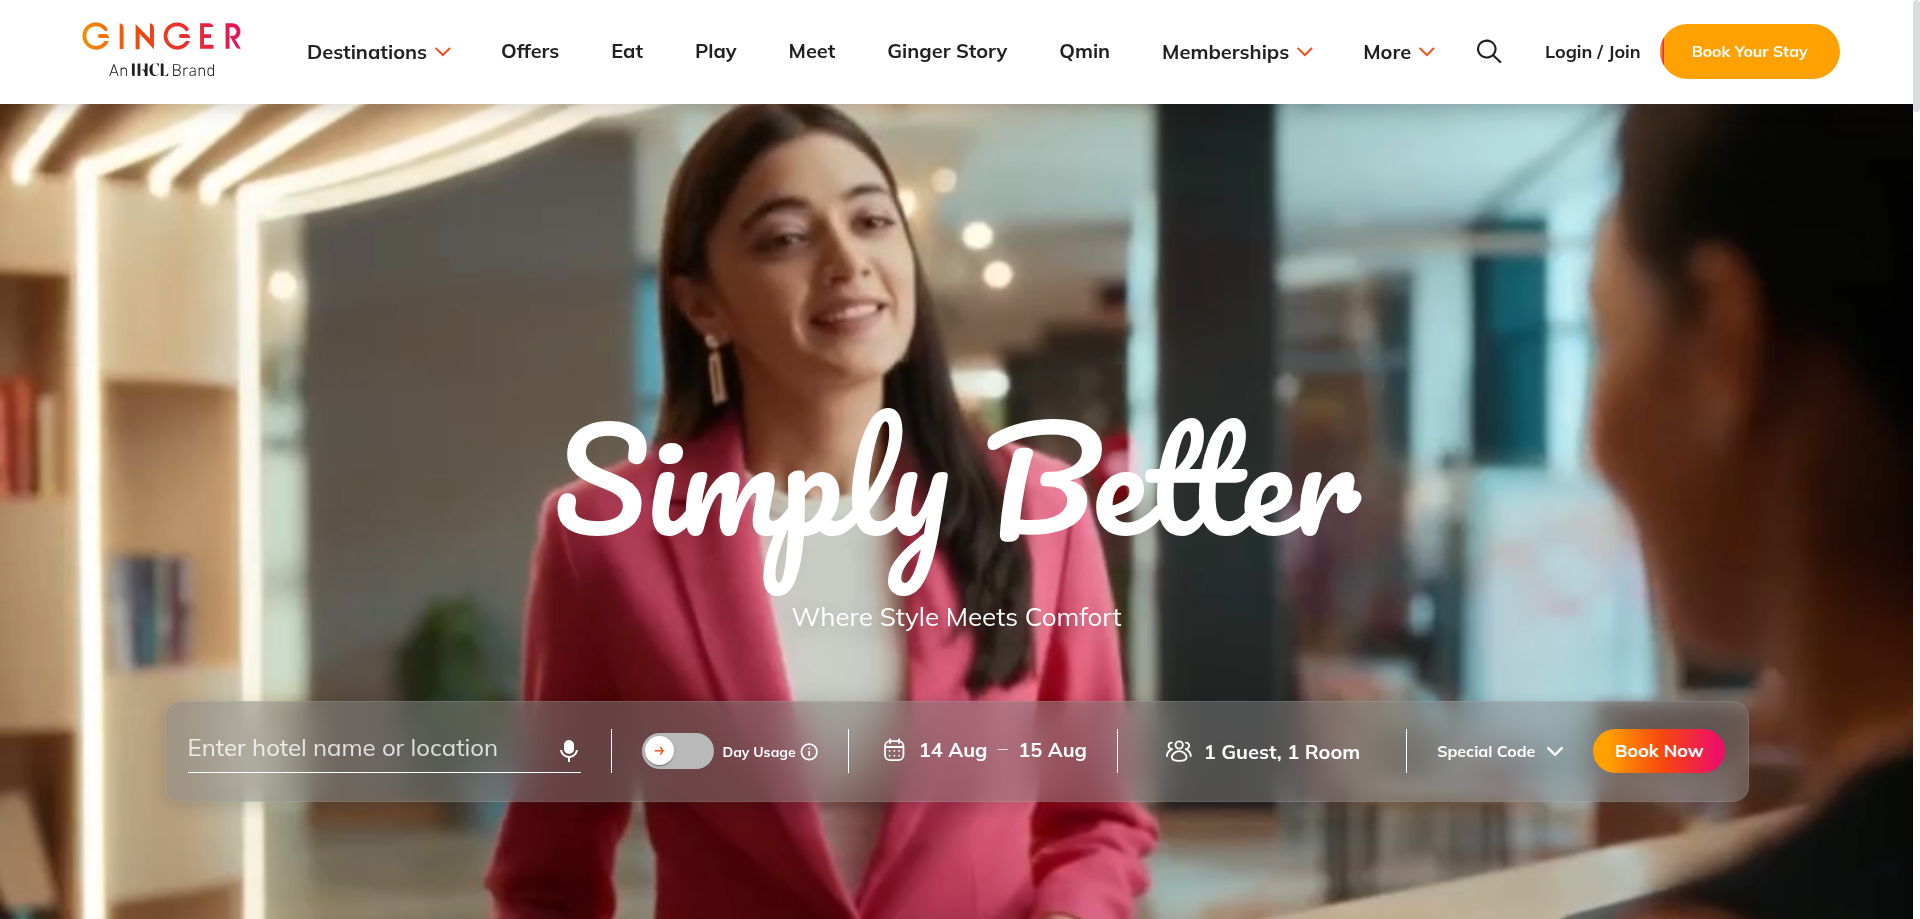 GINGER
An IHCL Brand
Destinations Offers Eat Play Meet Ginger Story Qmin Memberships More Login / Join Book Your Stay
Simply Better
Where Style Meets Comfort
Enter hotel name or location Day Usage 14 Aug – 15 Aug 1 Guest, 1 Room Special Code Book Now